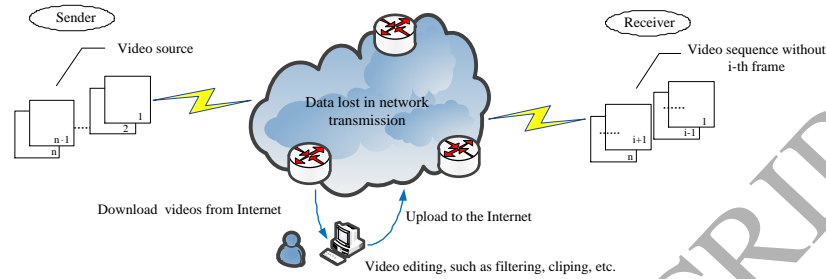 Sender
Receiver
Video source
Video sequence without
i-th frame
Data lost in network
transmission
1
2
n-1
n
......
......
......
1
i-1
i+1
n
Download videos from Internet
Upload to the Internet
Video editing, such as filtering, cliping, etc.